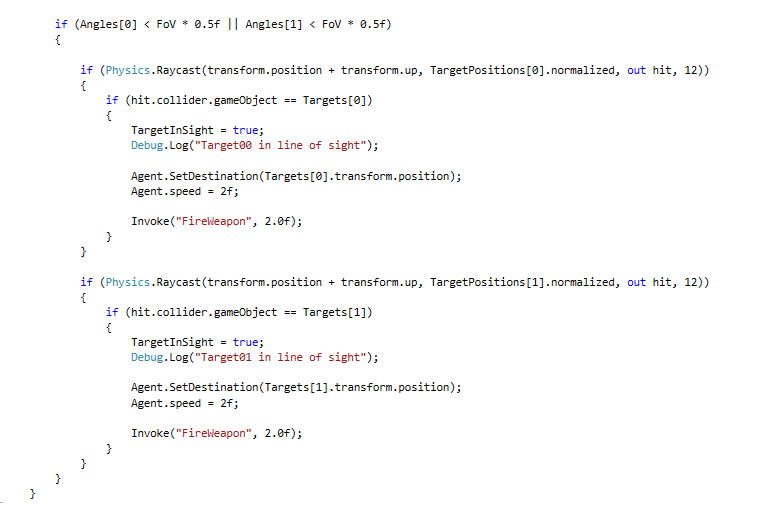 if (Angles[0] < FoV * 0.5f || Angles[1] < FoV * 0.5f)
{
if (Physics.Raycast(transform.position + transform.up, TargetPositions[0].normalized, out hit, 12))
{
if (hit.collider.gameObject == Targets[0])
{
TargetInSight = true;
Debug.Log("Target00 in line of sight");
Agent.SetDestination(Targets[0].transform.position);
Agent.speed = 2f;
Invoke("FireWeapon", 2.0f);
}
}
if (Physics.Raycast(transform.position + transform.up, TargetPositions[1].normalized, out hit, 12))
{
if (hit.collider.gameObject == Targets[1])
{
TargetInSight = true;
Debug.Log("Target01 in line of sight");
Agent.SetDestination(Targets[1].transform.position);
Agent.speed = 2f;
Invoke("FireWeapon", 2.0f);
}
}
}
}